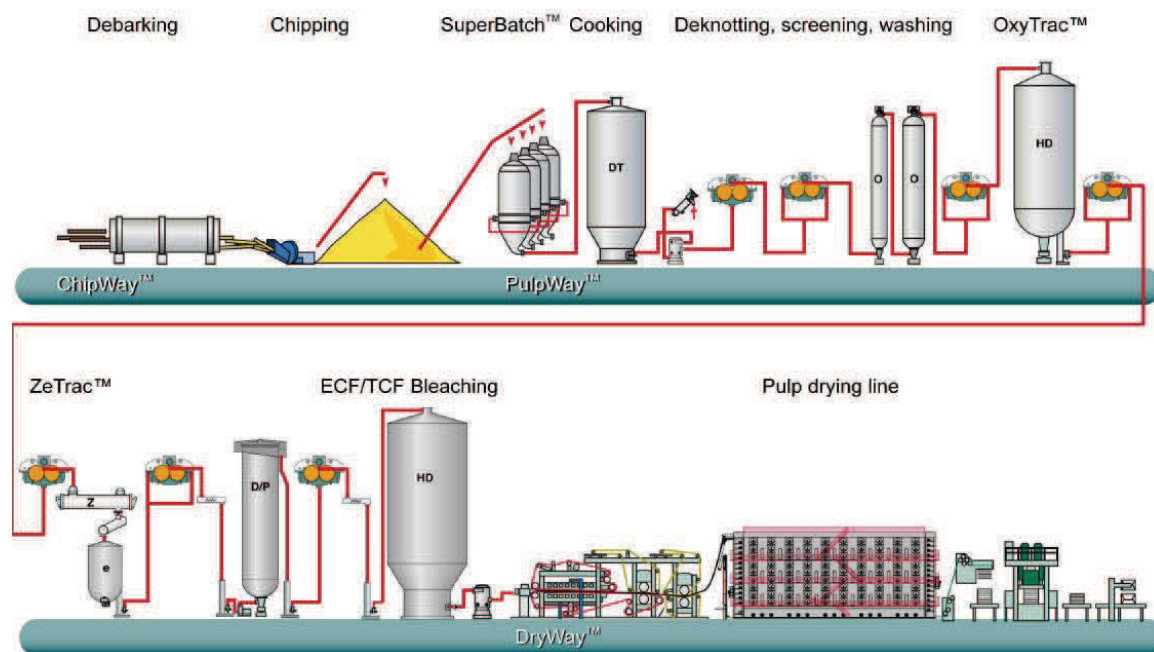 Debarking Chipping SuperBatch™ Cooking Deknotting, screening, washing OxyTrac™
DT
O O
HD
ChipWay™ PulpWay™
ZeTrac™ ECF/TCF Bleaching Pulp drying line
Z
e
D/P
HD
DryWay™